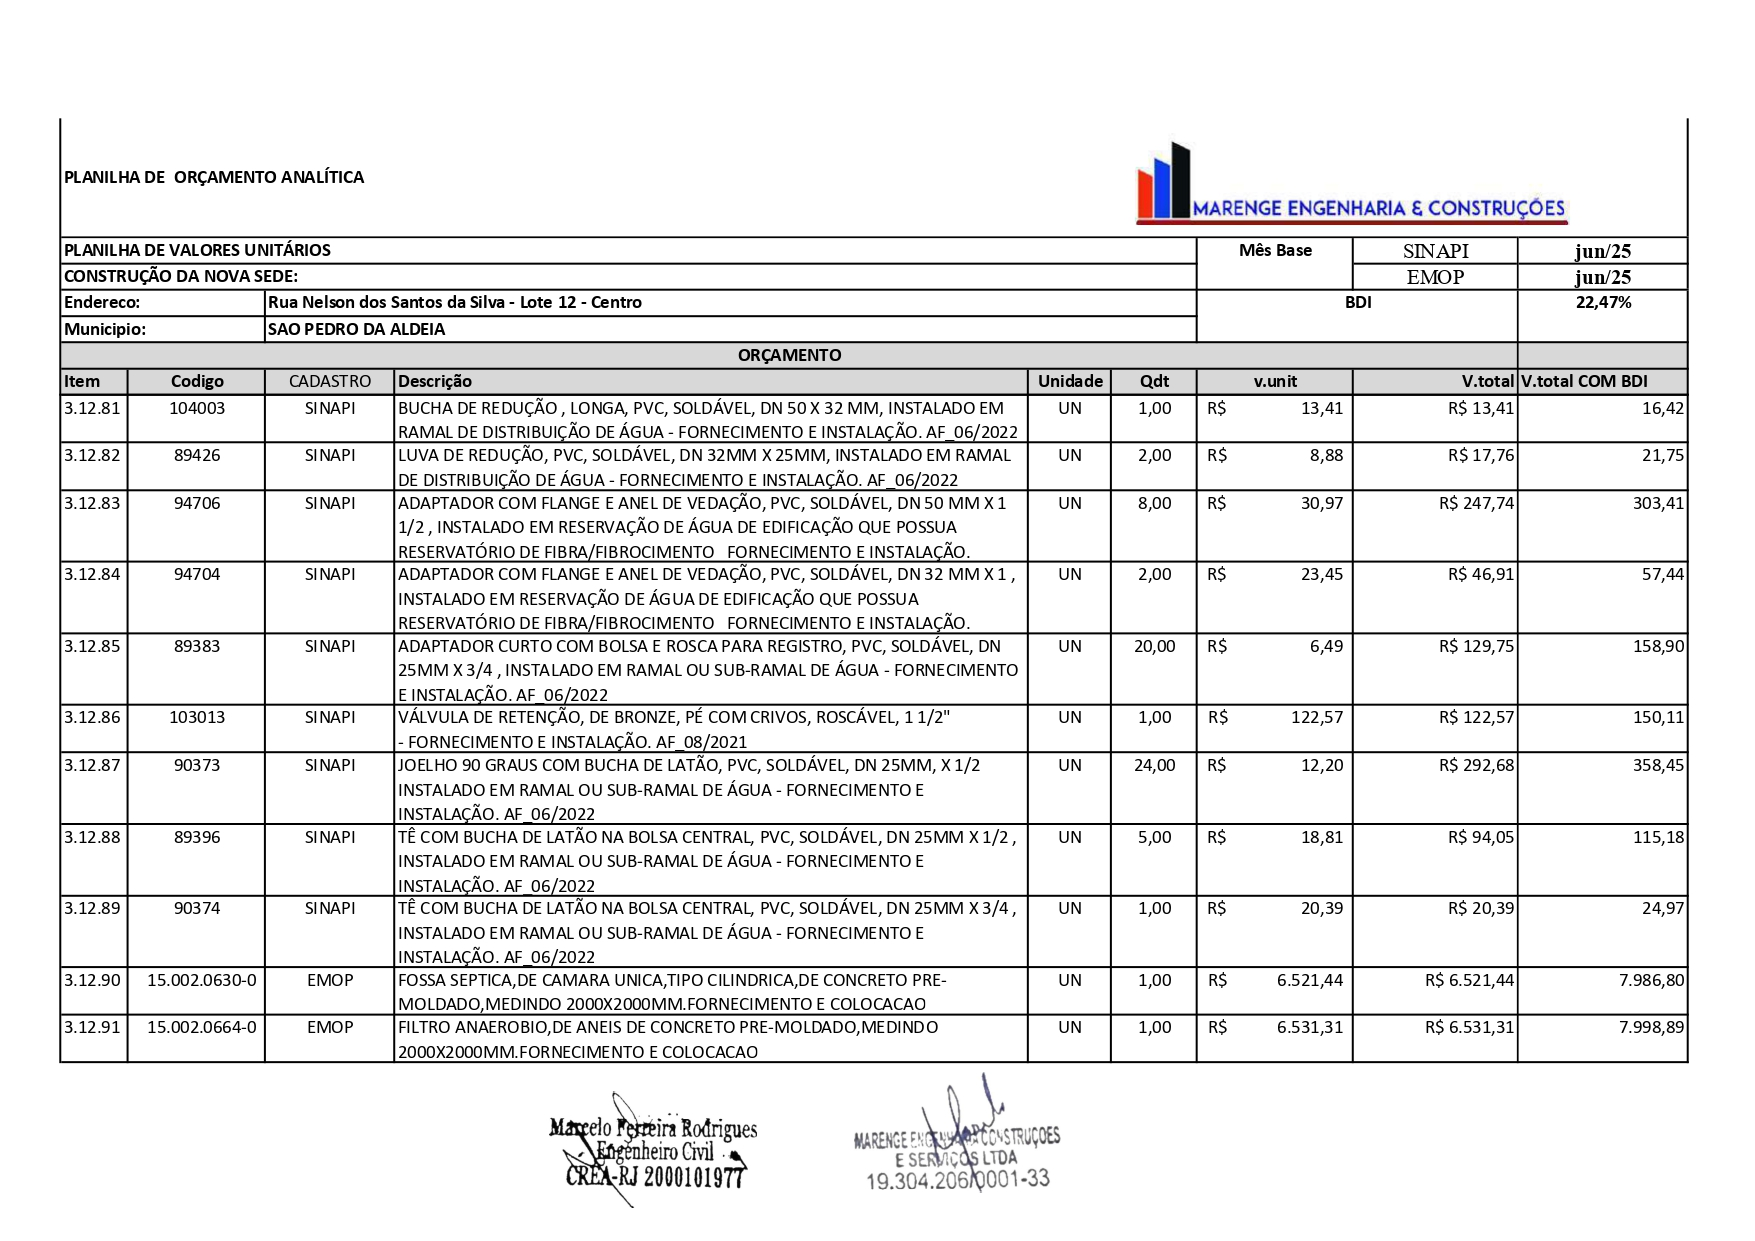 PLANILHA DE  ORÇAMENTO ANALÍTICA
MARENGE ENGENHARIA & CONSTRUÇÕES
PLANILHA DE VALORES UNITÁRIOS Mês Base SINAPI jun/25
CONSTRUÇÃO DA NOVA SEDE: EMOP jun/25
Endereco: Rua Nelson dos Santos da Silva - Lote 12 - Centro BDI 22,47%
Municipio: SAO PEDRO DA ALDEIA
ORÇAMENTO
Item Codigo CADASTRO Descrição Unidade Qdt v.unit V.total V.total COM BDI
3.12.81 104003 SINAPI BUCHA DE REDUÇÃO , LONGA, PVC, SOLDÁVEL, DN 50 X 32 MM, INSTALADO EM UN 1,00 R$ 13,41 R$ 13,41 16,42
RAMAL DE DISTRIBUIÇÃO DE ÁGUA - FORNECIMENTO E INSTALAÇÃO. AF_06/2022
3.12.82 89426 SINAPI LUVA DE REDUÇÃO, PVC, SOLDÁVEL, DN 32MM X 25MM, INSTALADO EM RAMAL UN 2,00 R$ 8,88 R$ 17,76 21,75
DE DISTRIBUIÇÃO DE ÁGUA - FORNECIMENTO E INSTALAÇÃO. AF_06/2022
3.12.83 94706 SINAPI ADAPTADOR COM FLANGE E ANEL DE VEDAÇÃO, PVC, SOLDÁVEL, DN 50 MM X 1 UN 8,00 R$ 30,97 R$ 247,74 303,41
1/2 , INSTALADO EM RESERVAÇÃO DE ÁGUA DE EDIFICAÇÃO QUE POSSUA
RESERVATÓRIO DE FIBRA/FIBROCIMENTO   FORNECIMENTO E INSTALAÇÃO.
3.12.84 94704 SINAPI ADAPTADOR COM FLANGE E ANEL DE VEDAÇÃO, PVC, SOLDÁVEL, DN 32 MM X 1 , UN 2,00 R$ 23,45 R$ 46,91 57,44
INSTALADO EM RESERVAÇÃO DE ÁGUA DE EDIFICAÇÃO QUE POSSUA
RESERVATÓRIO DE FIBRA/FIBROCIMENTO   FORNECIMENTO E INSTALAÇÃO.
3.12.85 89383 SINAPI ADAPTADOR CURTO COM BOLSA E ROSCA PARA REGISTRO, PVC, SOLDÁVEL, DN UN 20,00 R$ 6,49 R$ 129,75 158,90
25MM X 3/4 , INSTALADO EM RAMAL OU SUB-RAMAL DE ÁGUA - FORNECIMENTO
E INSTALAÇÃO. AF_06/2022
3.12.86 103013 SINAPI VÁLVULA DE RETENÇÃO, DE BRONZE, PÉ COM CRIVOS, ROSCÁVEL, 1 1/2" UN 1,00 R$ 122,57 R$ 122,57 150,11
- FORNECIMENTO E INSTALAÇÃO. AF_08/2021
3.12.87 90373 SINAPI JOELHO 90 GRAUS COM BUCHA DE LATÃO, PVC, SOLDÁVEL, DN 25MM, X 1/2 UN 24,00 R$ 12,20 R$ 292,68 358,45
INSTALADO EM RAMAL OU SUB-RAMAL DE ÁGUA - FORNECIMENTO E
INSTALAÇÃO. AF_06/2022
3.12.88 89396 SINAPI TÊ COM BUCHA DE LATÃO NA BOLSA CENTRAL, PVC, SOLDÁVEL, DN 25MM X 1/2 , UN 5,00 R$ 18,81 R$ 94,05 115,18
INSTALADO EM RAMAL OU SUB-RAMAL DE ÁGUA - FORNECIMENTO E
INSTALAÇÃO. AF_06/2022
3.12.89 90374 SINAPI TÊ COM BUCHA DE LATÃO NA BOLSA CENTRAL, PVC, SOLDÁVEL, DN 25MM X 3/4 , UN 1,00 R$ 20,39 R$ 20,39 24,97
INSTALADO EM RAMAL OU SUB-RAMAL DE ÁGUA - FORNECIMENTO E
INSTALAÇÃO. AF_06/2022
3.12.90 15.002.0630-0 EMOP FOSSA SEPTICA,DE CAMARA UNICA,TIPO CILINDRICA,DE CONCRETO PRE- UN 1,00 R$ 6.521,44 R$ 6.521,44 7.986,80
MOLDADO,MEDINDO 2000X2000MM.FORNECIMENTO E COLOCACAO
3.12.91 15.002.0664-0 EMOP FILTRO ANAEROBIO,DE ANEIS DE CONCRETO PRE-MOLDADO,MEDINDO UN 1,00 R$ 6.531,31 R$ 6.531,31 7.998,89
2000X2000MM.FORNECIMENTO E COLOCACAO
Marcelo Ferreira Rodrigues
Engenheiro Civil
CREA-RJ 2000101977
MARENGE ENGENHARIA CONSTRUÇOES
E SERVIÇOS LTDA
19.304.206/0001-33